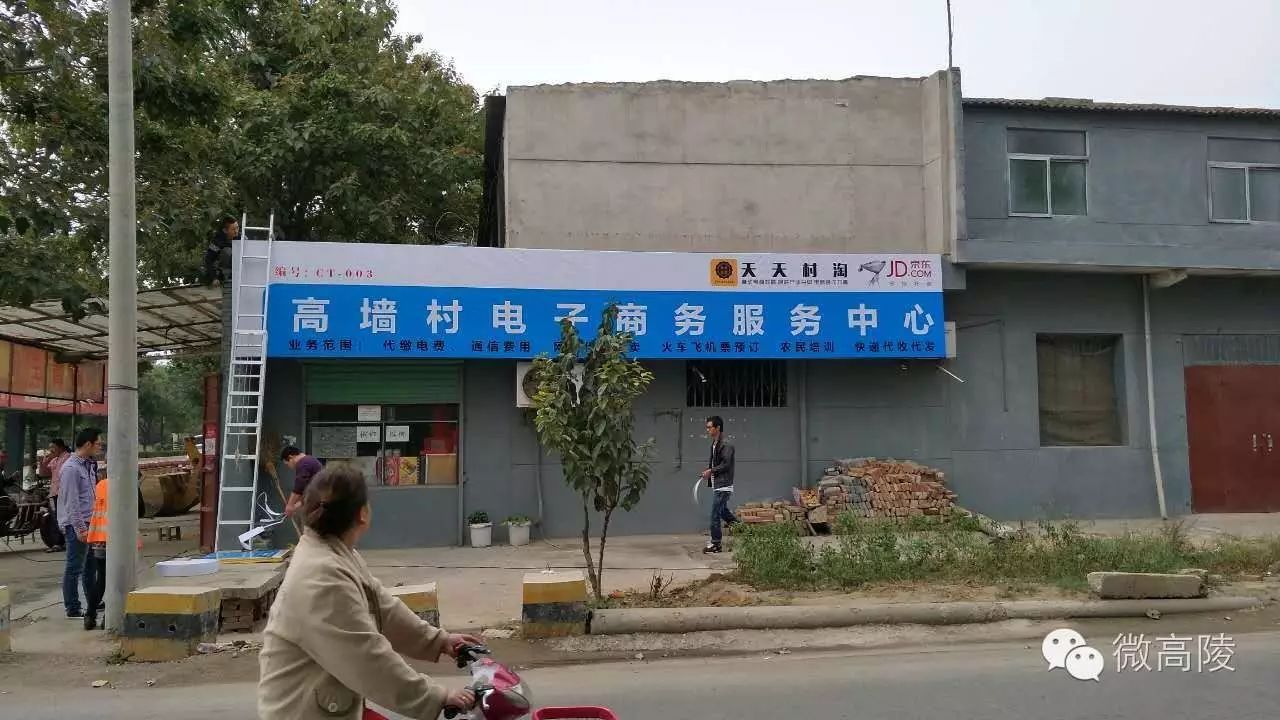 编号：CT-003
天天村淘
JD京东
.COM
高墙村电子商务服务中心
业务范围：代缴电费、通信费用 火车飞机票预订 农民培训 快递代收代发
微高陵